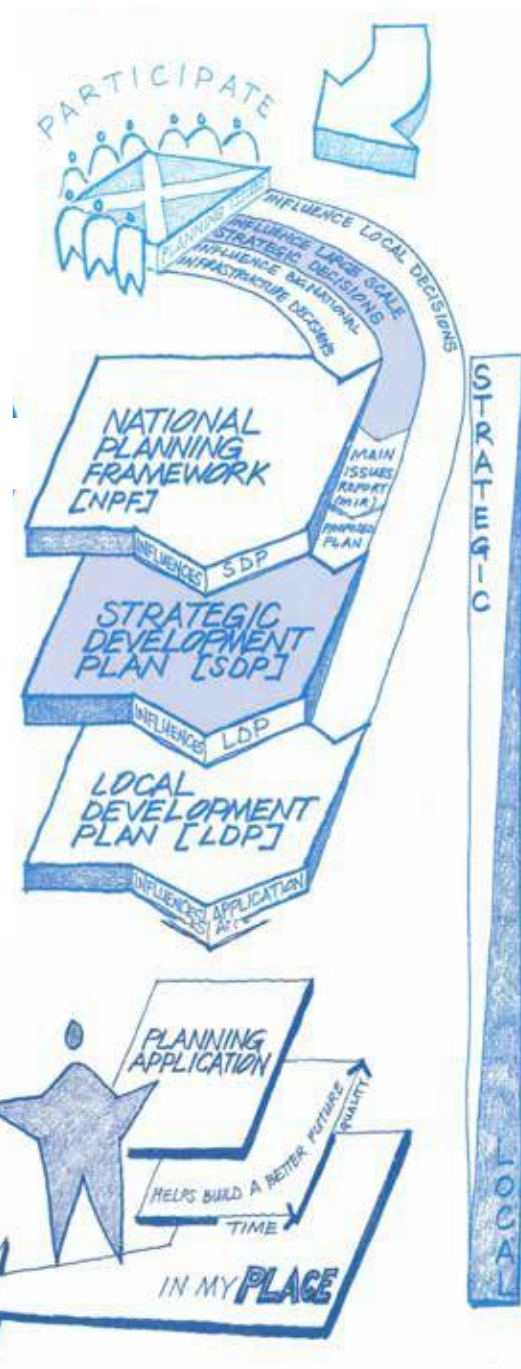 PARTICIPATE
PLANNING
INFLUENCE LOCAL DECISIONS
INFLUENCE LARGE SCALE
STRATEGIC DECISIONS
INFLUENCE BIG NATIONAL
INFRASTRUCTURE DECISIONS
NATIONAL
PLANNING
FRAMEWORK
[NPF]
MAIN
ISSUES
REPORT
[MIR]
PROPOSED
PLAN
INFLUENCES SDP
STRATEGIC
DEVELOPMENT
PLAN [SDP]
INFLUENCES LDP
LOCAL
DEVELOPMENT
PLAN [LDP]
INFLUENCES APPLICATION
PLANNING
APPLICATION
HELPS BUILD A BETTER FUTURE
QUALITY
TIME
IN MY PLACE
STRATEGIC
LOCAL